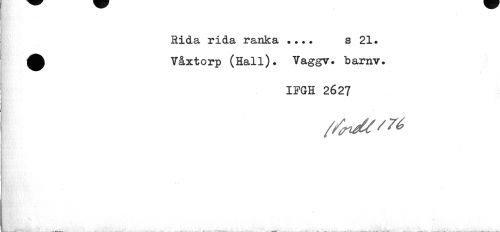 Rida rida ranka .... s 21.
Våxtorp (Hall). Vaggv. barnv.
IFGH 2627
Nordl 176